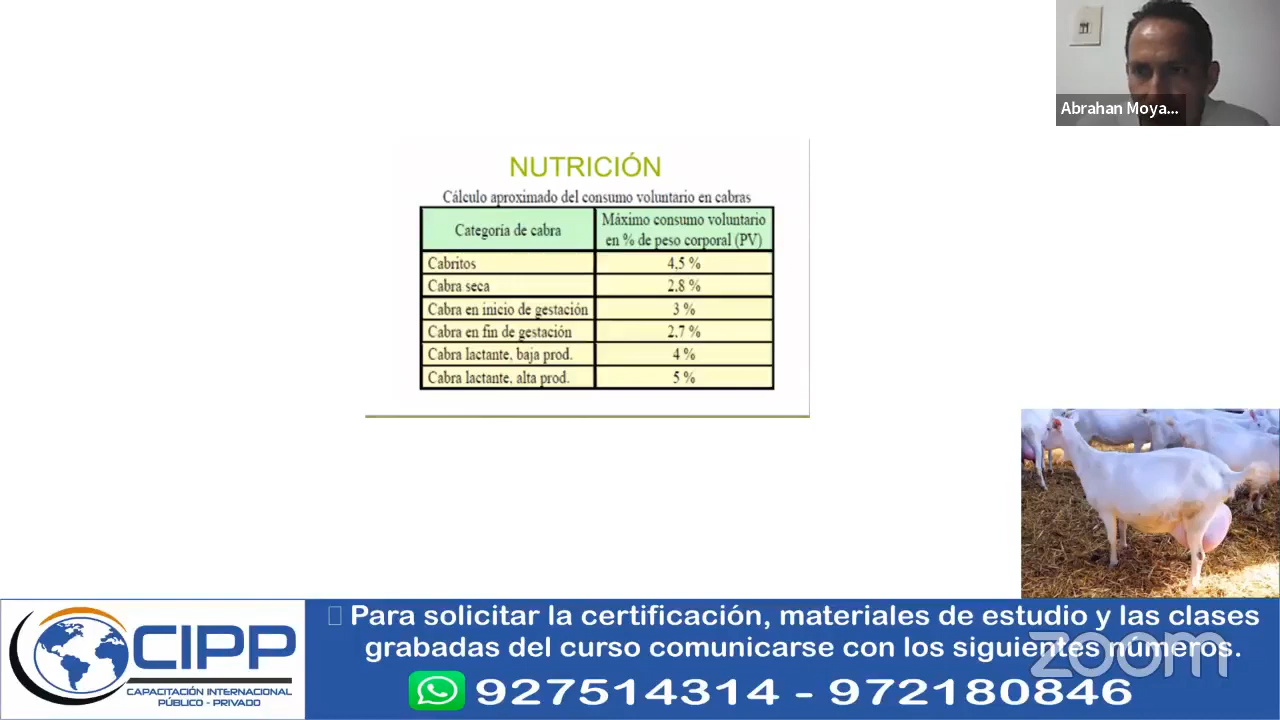 Abrahan Moya...
NUTRICIÓN
Cálculo aproximado del consumo voluntario en cabras
Categoría de cabra
Máximo consumo voluntario
en % de peso corporal (PV)
Cabritos 4,5 %
Cabra seca 2.8 %
Cabra en inicio de gestación 3 %
Cabra en fin de gestación 2.7 %
Cabra lactante, baja prod. 4 %
Cabra lactante, alta prod. 5 %
Para solicitar la certificación, materiales de estudio y las clases
grabadas del curso comunicarse con los siguientes números.
927514314 - 972180846
zoom
CIPP
CAPACITACIÓN INTERNACIONAL
PÚBLICO - PRIVADO